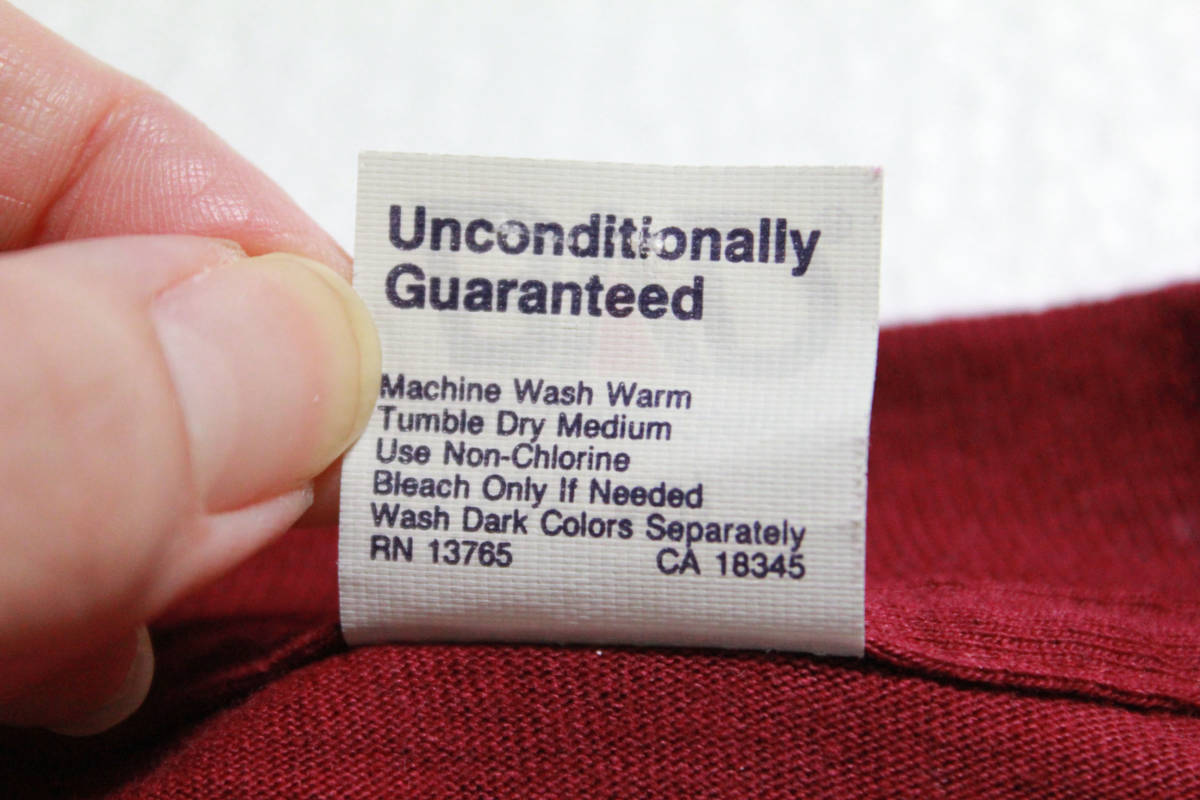 Unconditionally
Guaranteed
Machine Wash Warm
Tumble Dry Medium
Use Non-Chlorine
Bleach Only If Needed
Wash Dark Colors Separately
RN 13765 CA 18345